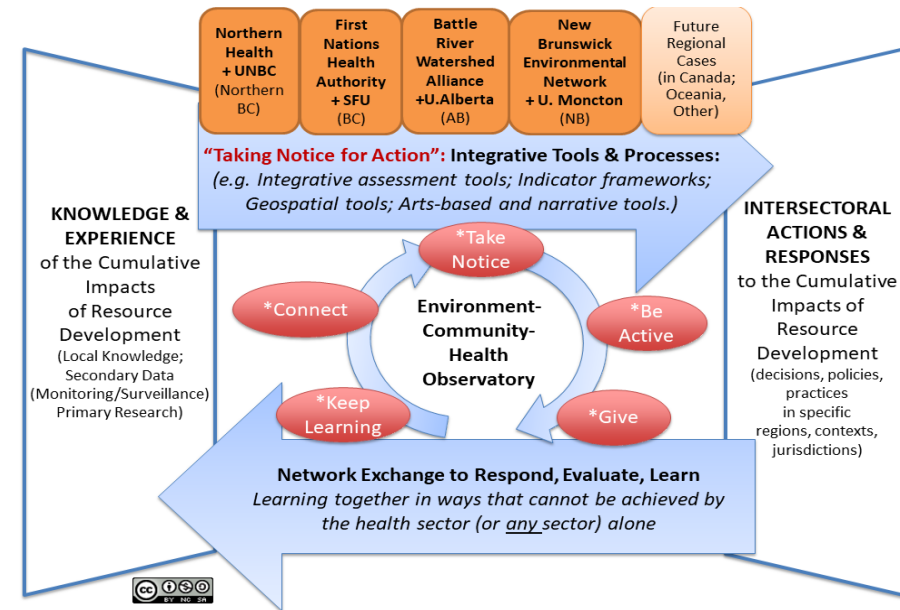 Northern
Health
+ UNBC
(Northern
BC)
First
Nations
Health
Authority
+ SFU
(BC)
Battle
River
Watershed
Alliance
+U.Alberta
(AB)
New
Brunswick
Environmental
Network
+ U. Moncton
(NB)
Future
Regional
Cases
(in Canada;
Oceania,
Other)
“Taking Notice for Action”: Integrative Tools & Processes:
(e.g. Integrative assessment tools; Indicator frameworks;
Geospatial tools; Arts-based and narrative tools.)
KNOWLEDGE &
EXPERIENCE
of the Cumulative
Impacts
of Resource
Development
(Local Knowledge;
Secondary Data
(Monitoring/Surveillance)
Primary Research)
*Take
Notice
*Connect
*Be
Active
Environment-
Community-
Health
Observatory
*Keep
Learning
*Give
INTERSECTORAL
ACTIONS &
RESPONSES
to the Cumulative
Impacts of
Resource
Development
(decisions, policies,
practices
in specific
regions, contexts,
jurisdictions)
Network Exchange to Respond, Evaluate, Learn
Learning together in ways that cannot be achieved by
the health sector (or any sector) alone
cc
BY NC SA